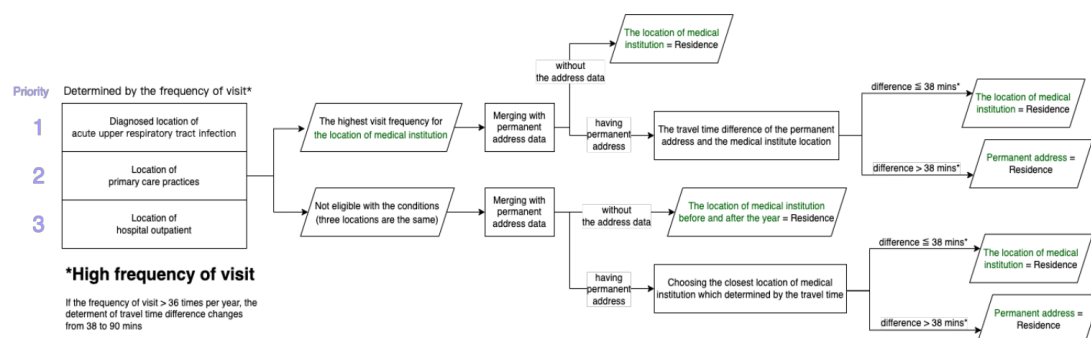 Priority
Determined by the frequency of visit*
1
Diagnosed location of
acute upper respiratory tract infection
2
Location of
primary care practices
3
Location of
hospital outpatient
*High frequency of visit
If the frequency of visit > 36 times per year, the
determent of travel time difference changes
from 38 to 90 mins
The highest visit frequency for
the location of medical institution
Merging with
permanent
address data
without
the address data
The location of medical
institution = Residence
having
permanent
address
The travel time difference of the permanent
address and the medical institute location
difference ≦ 38 mins*
The location of medical
institution = Residence
difference > 38 mins*
Permanent address =
Residence
Not eligible with the conditions
(three locations are the same)
Merging with
permanent
address data
without
the address data
The location of medical institution
before and after the year = Residence
having
permanent
address
Choosing the closest location of medical
institution which determined by the travel time
difference ≦ 38 mins*
The location of medical
institution = Residence
difference > 38 mins*
Permanent address =
Residence